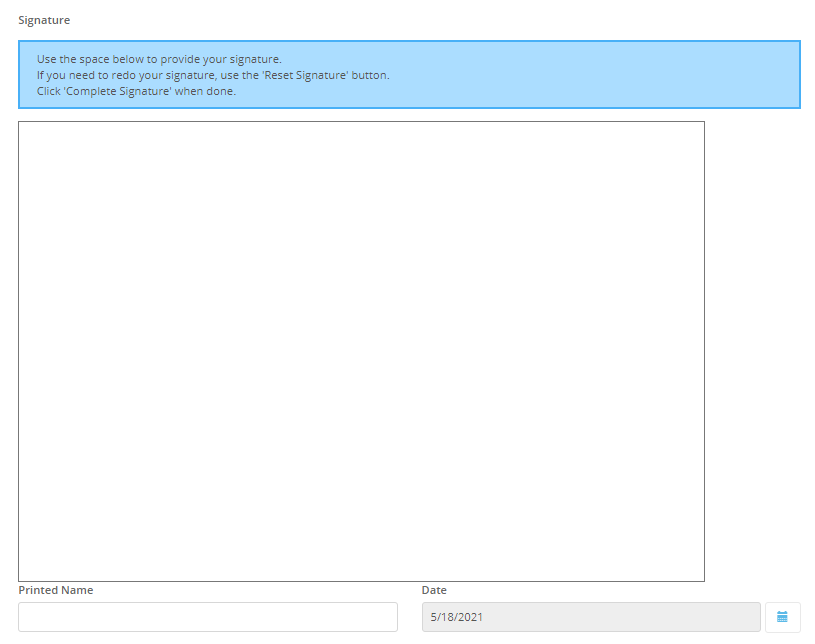 Signature
Use the space below to provide your signature.
If you need to redo your signature, use the 'Reset Signature' button.
Click 'Complete Signature' when done.
Printed Name
Date
5/18/2021